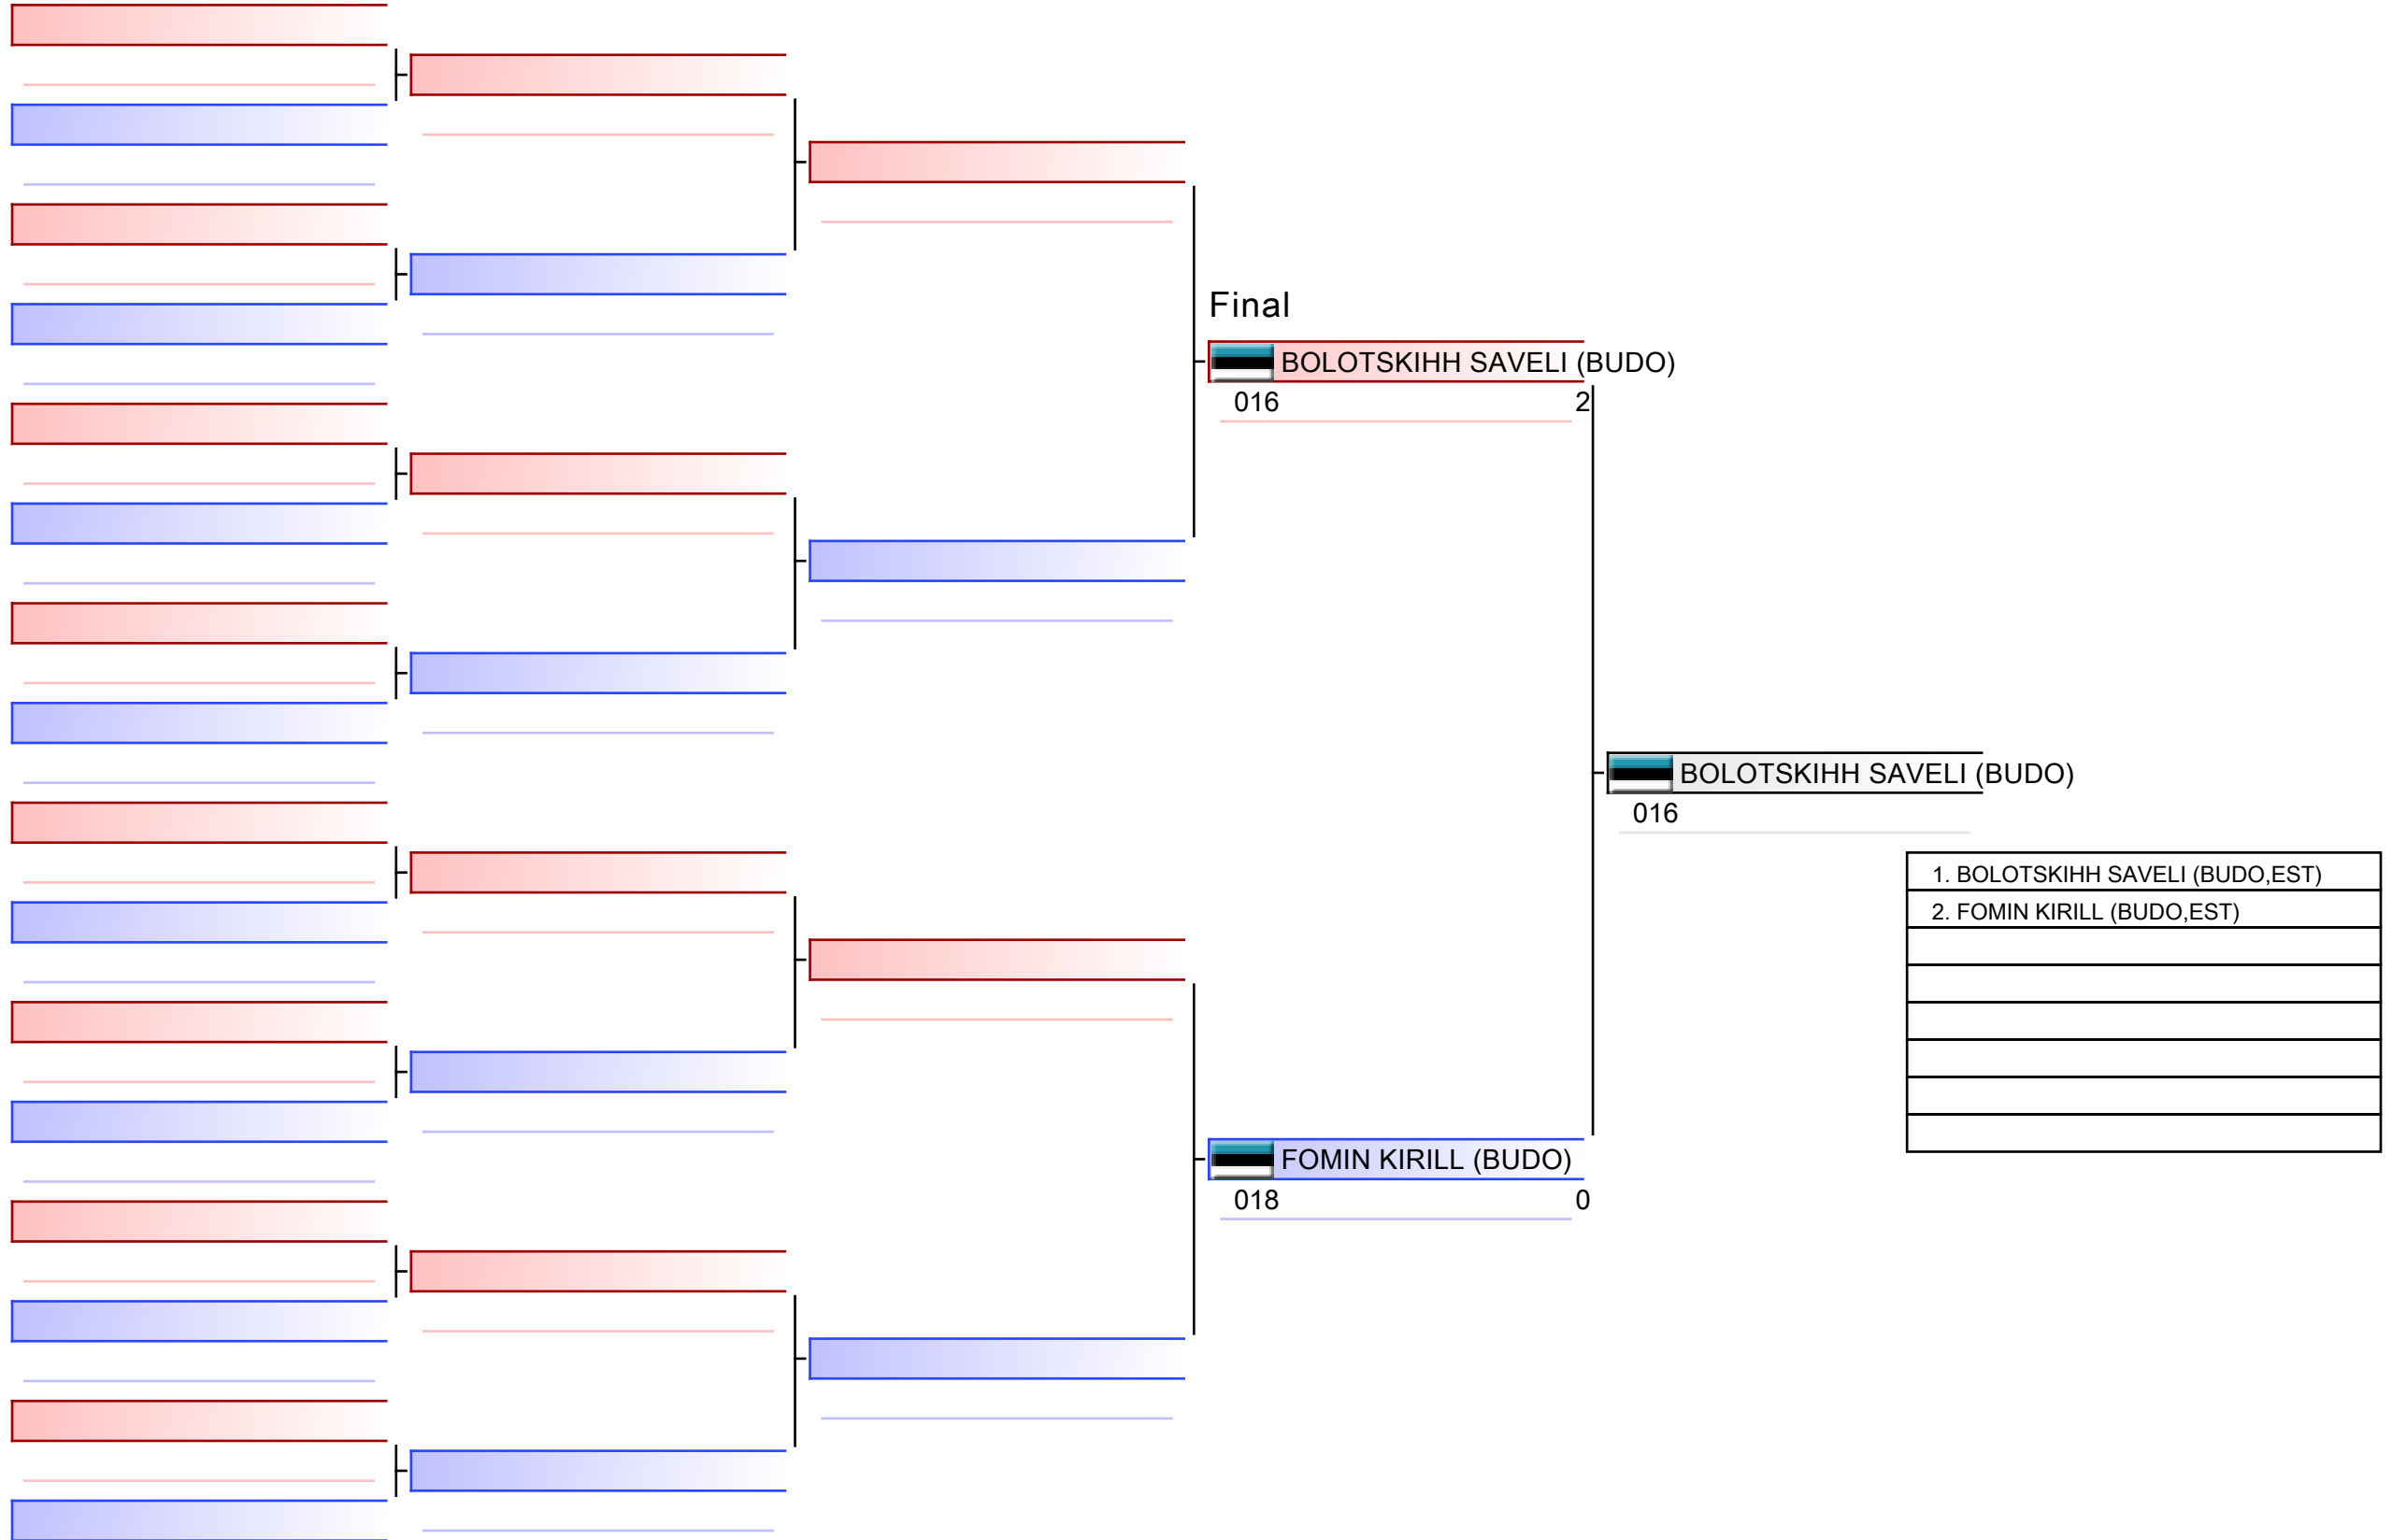 Final
BOLOTSKIHH SAVELI (BUDO)
016 2
BOLOTSKIHH SAVELI (BUDO)
016
1. BOLOTSKIHH SAVELI (BUDO,EST)
2. FOMIN KIRILL (BUDO,EST)
FOMIN KIRILL (BUDO)
018 0